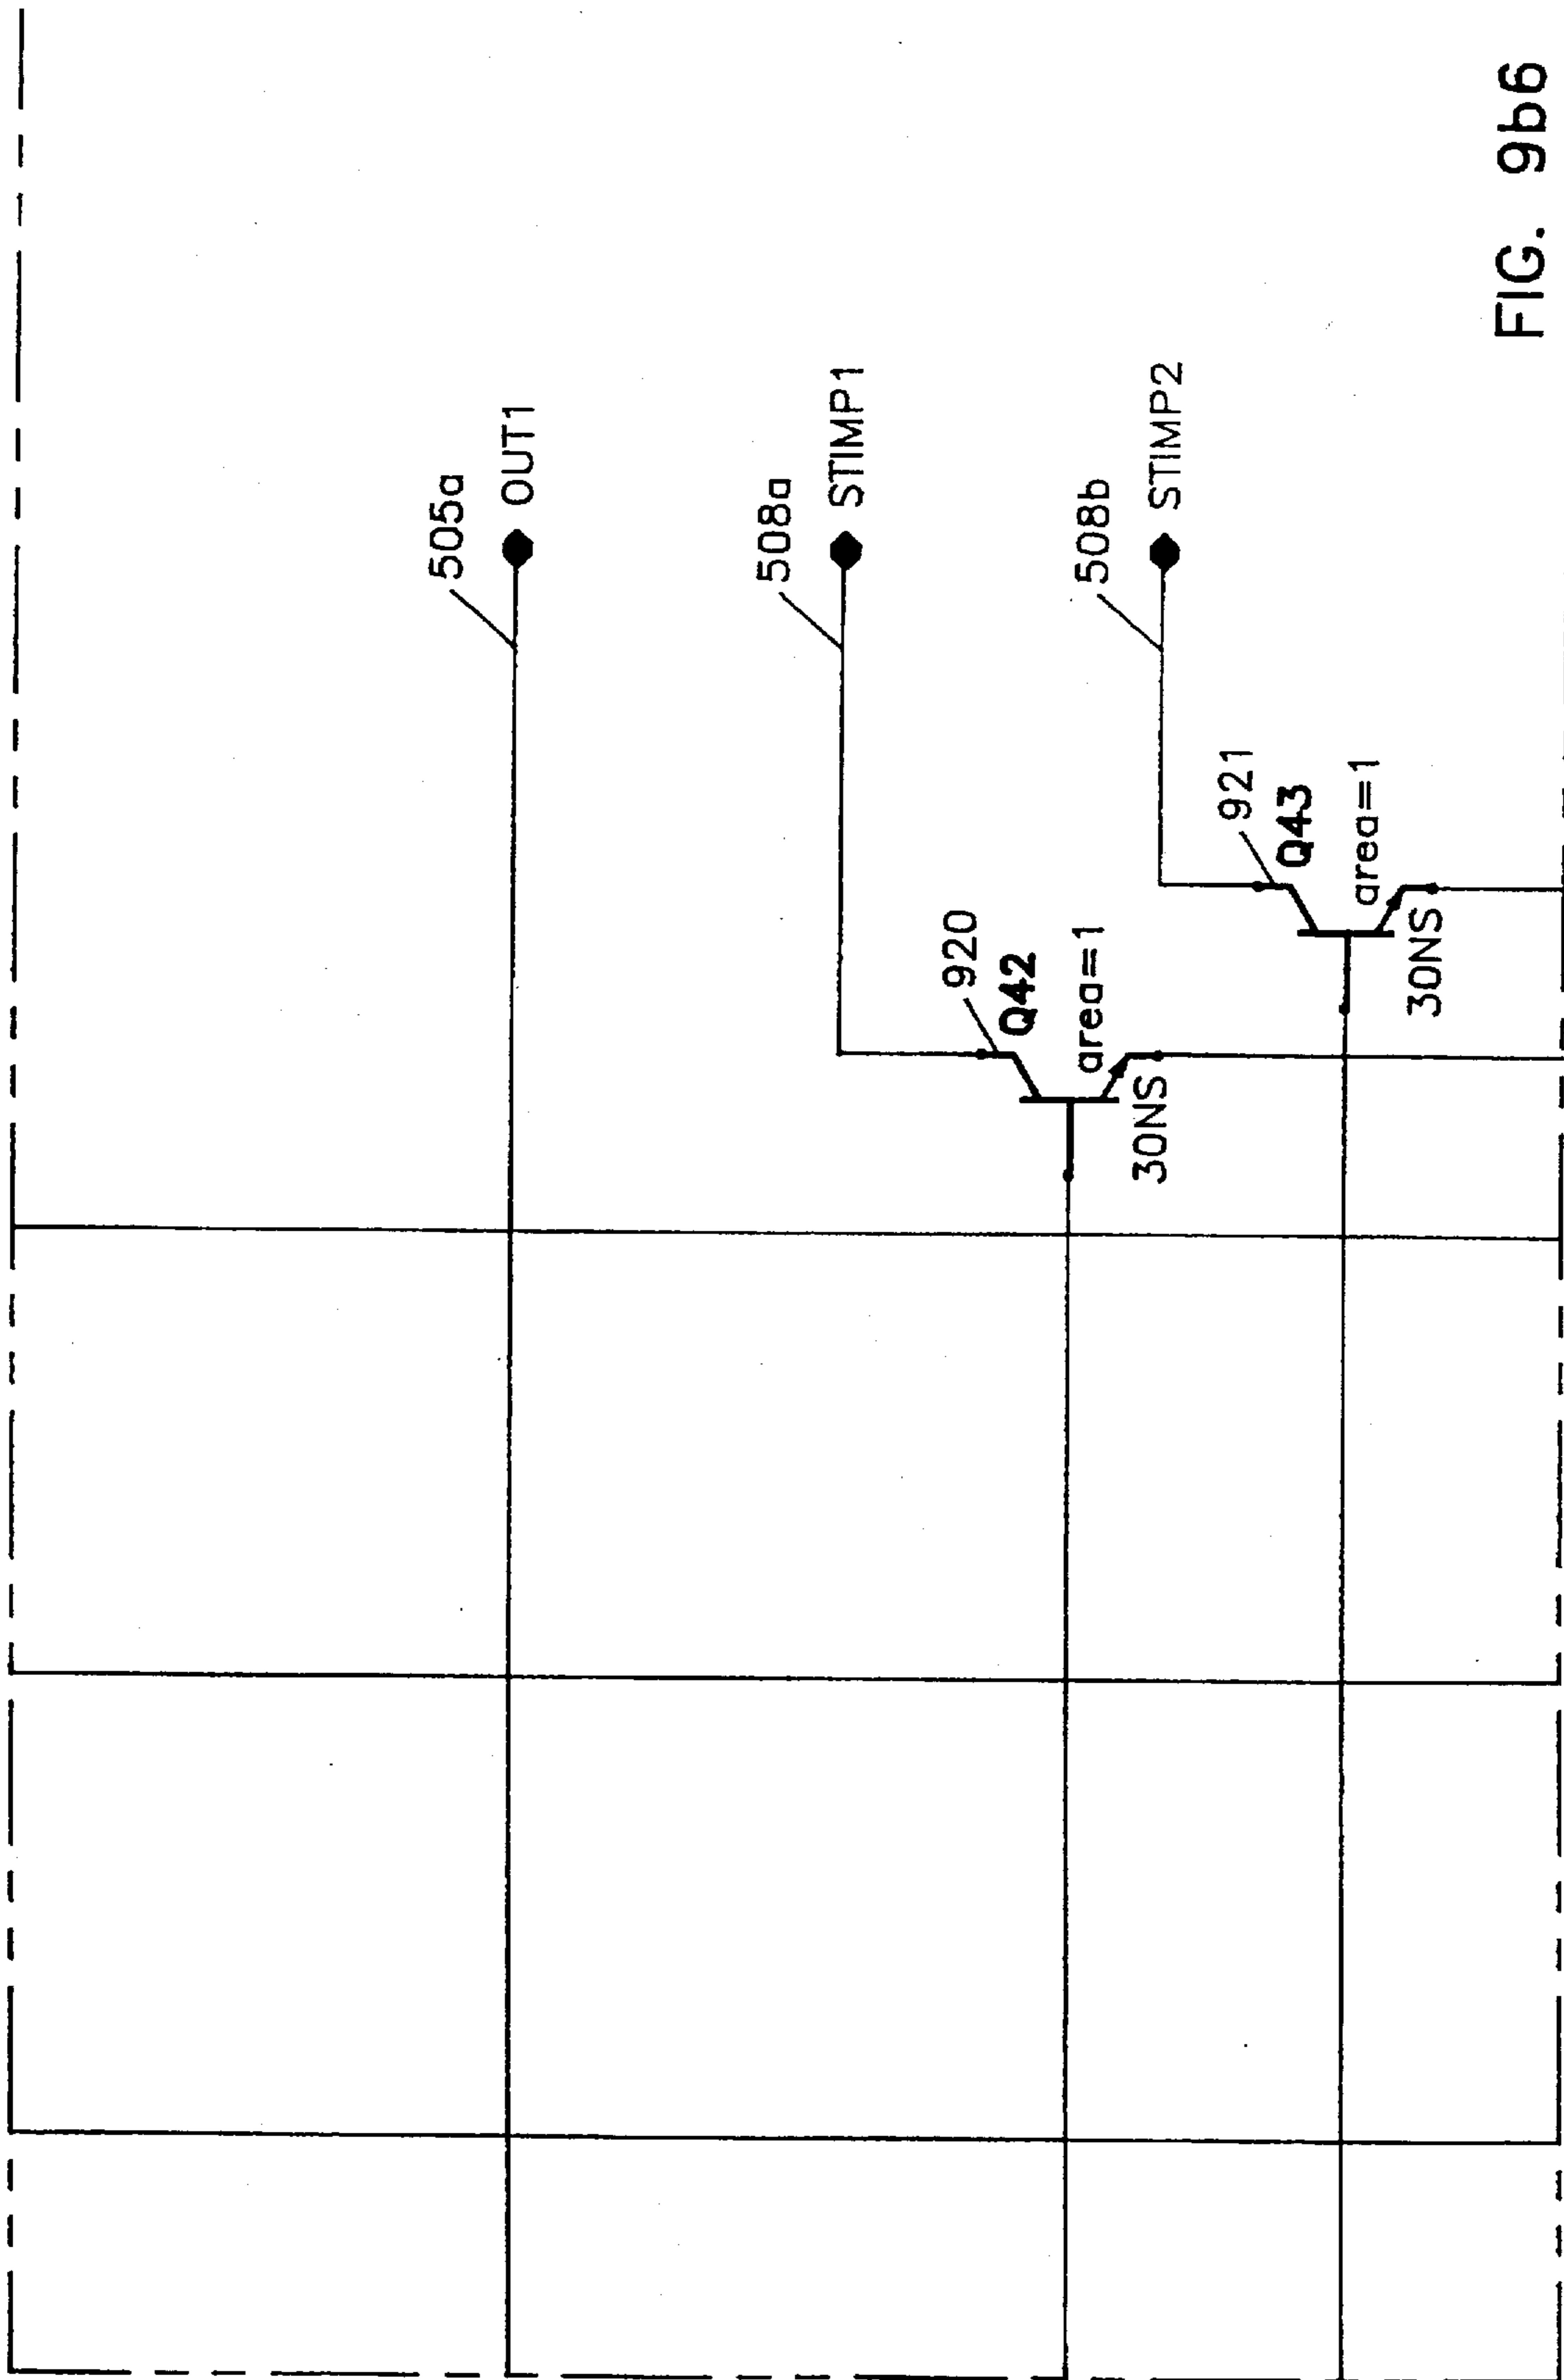 505a
OUT1
508a
STIMP1
920
Q42
area=1
30NS
508b
STIMP2
921
Q43
area=1
30NS
FIG. 9b6